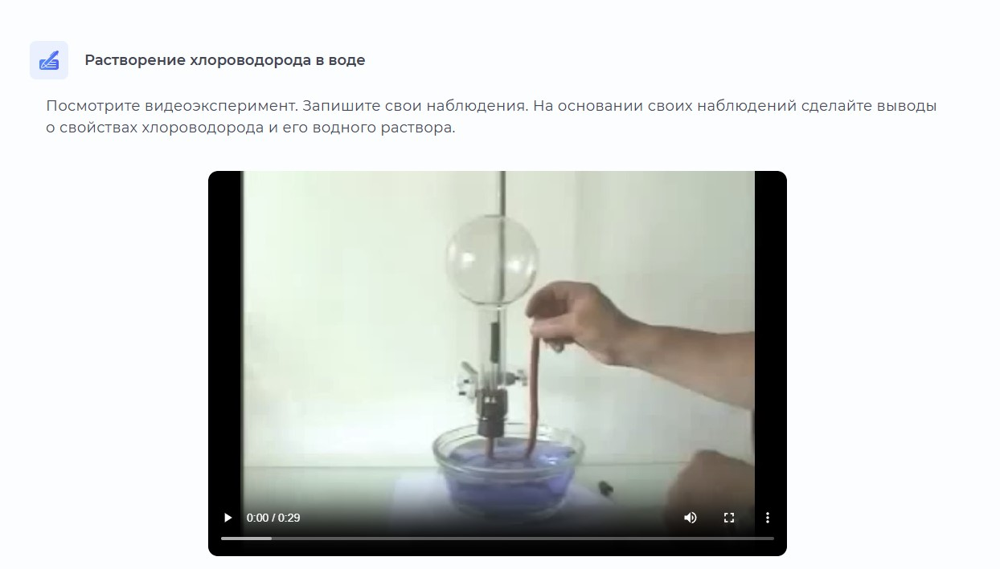 Растворение хлороводорода в воде
Посмотрите видеоэксперимент. Запишите свои наблюдения. На основании своих наблюдений сделайте выводы
о свойствах хлороводорода и его водного раствора.
0:00 / 0:29